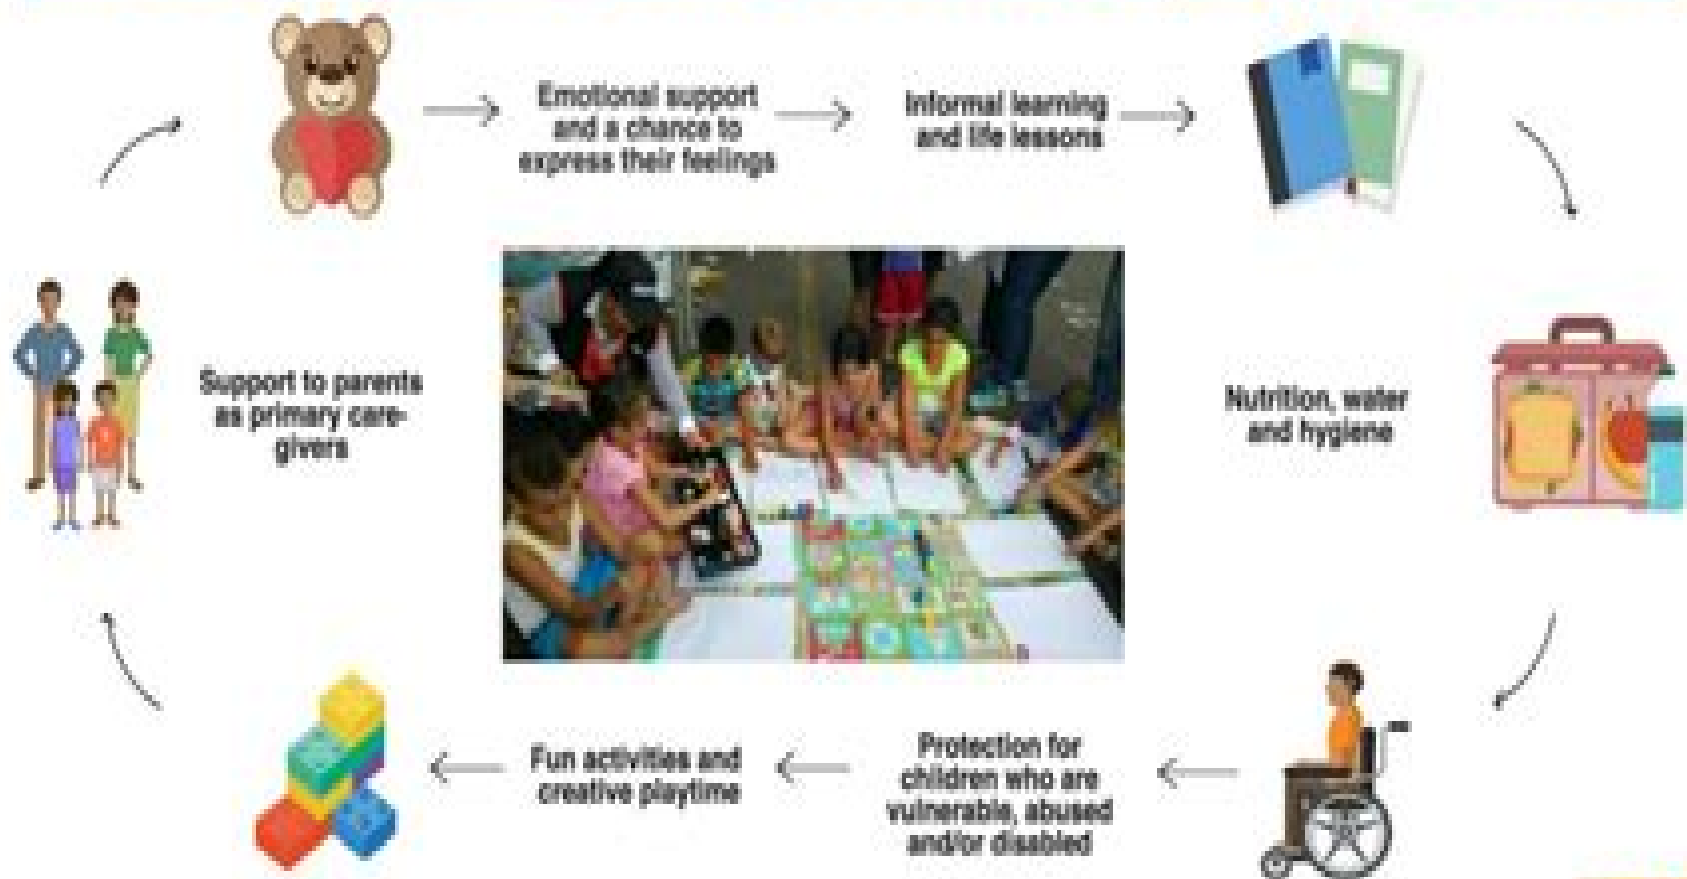 Emotional support
and a chance to
express their feelings
Informal learning
and life lessons
Nutrition, water
and hygiene
Protection for
children who are
vulnerable, abused
and/or disabled
Fun activities and
creative playtime
Support to parents
as primary care-
givers